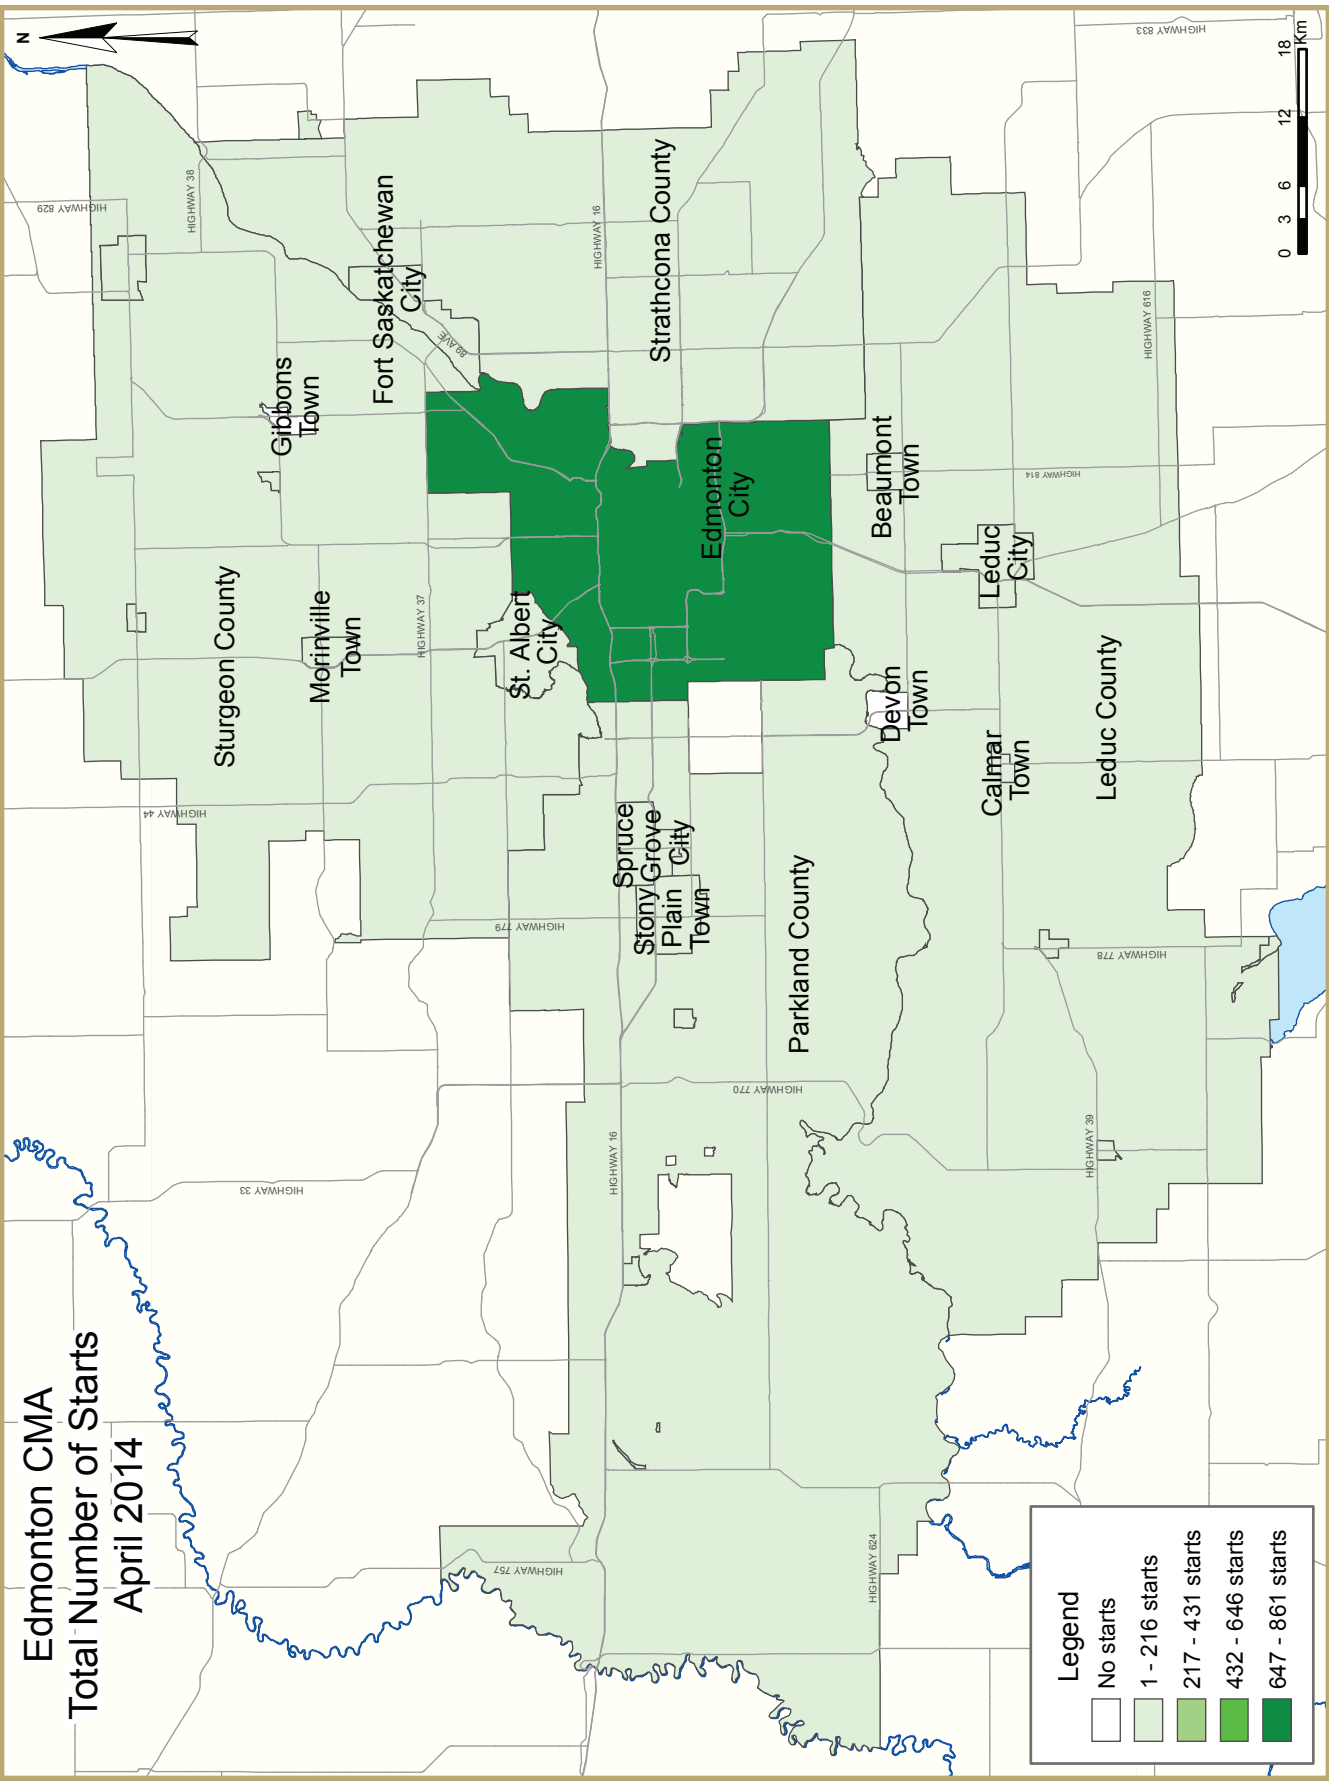 Edmonton CMA
Total Number of Starts
April 2014
N
HIGHWAY 829
HIGHWAY 38
HIGHWAY 833
HIGHWAY 44
Sturgeon County
Gibbons
Town
Morinville
Town
Fort Saskatchewan
City
89 AVE
HIGHWAY 37
HIGHWAY 33
HIGHWAY 779
St. Albert
City
HIGHWAY 757
HIGHWAY 16
HIGHWAY 16
Spruce
Grove
City
Stony
Plain
Town
Strathcona County
Edmonton
City
HIGHWAY 770
Parkland County
HIGHWAY 624
Beaumont
Town
Devon
Town
Leduc
City
Calmar
Town
HIGHWAY 814
Leduc County
HIGHWAY 39
HIGHWAY 778
HIGHWAY 616
Legend
No starts
1 - 216 starts
217 - 431 starts
432 - 646 starts
647 - 861 starts
0 3 6 12 18
Km